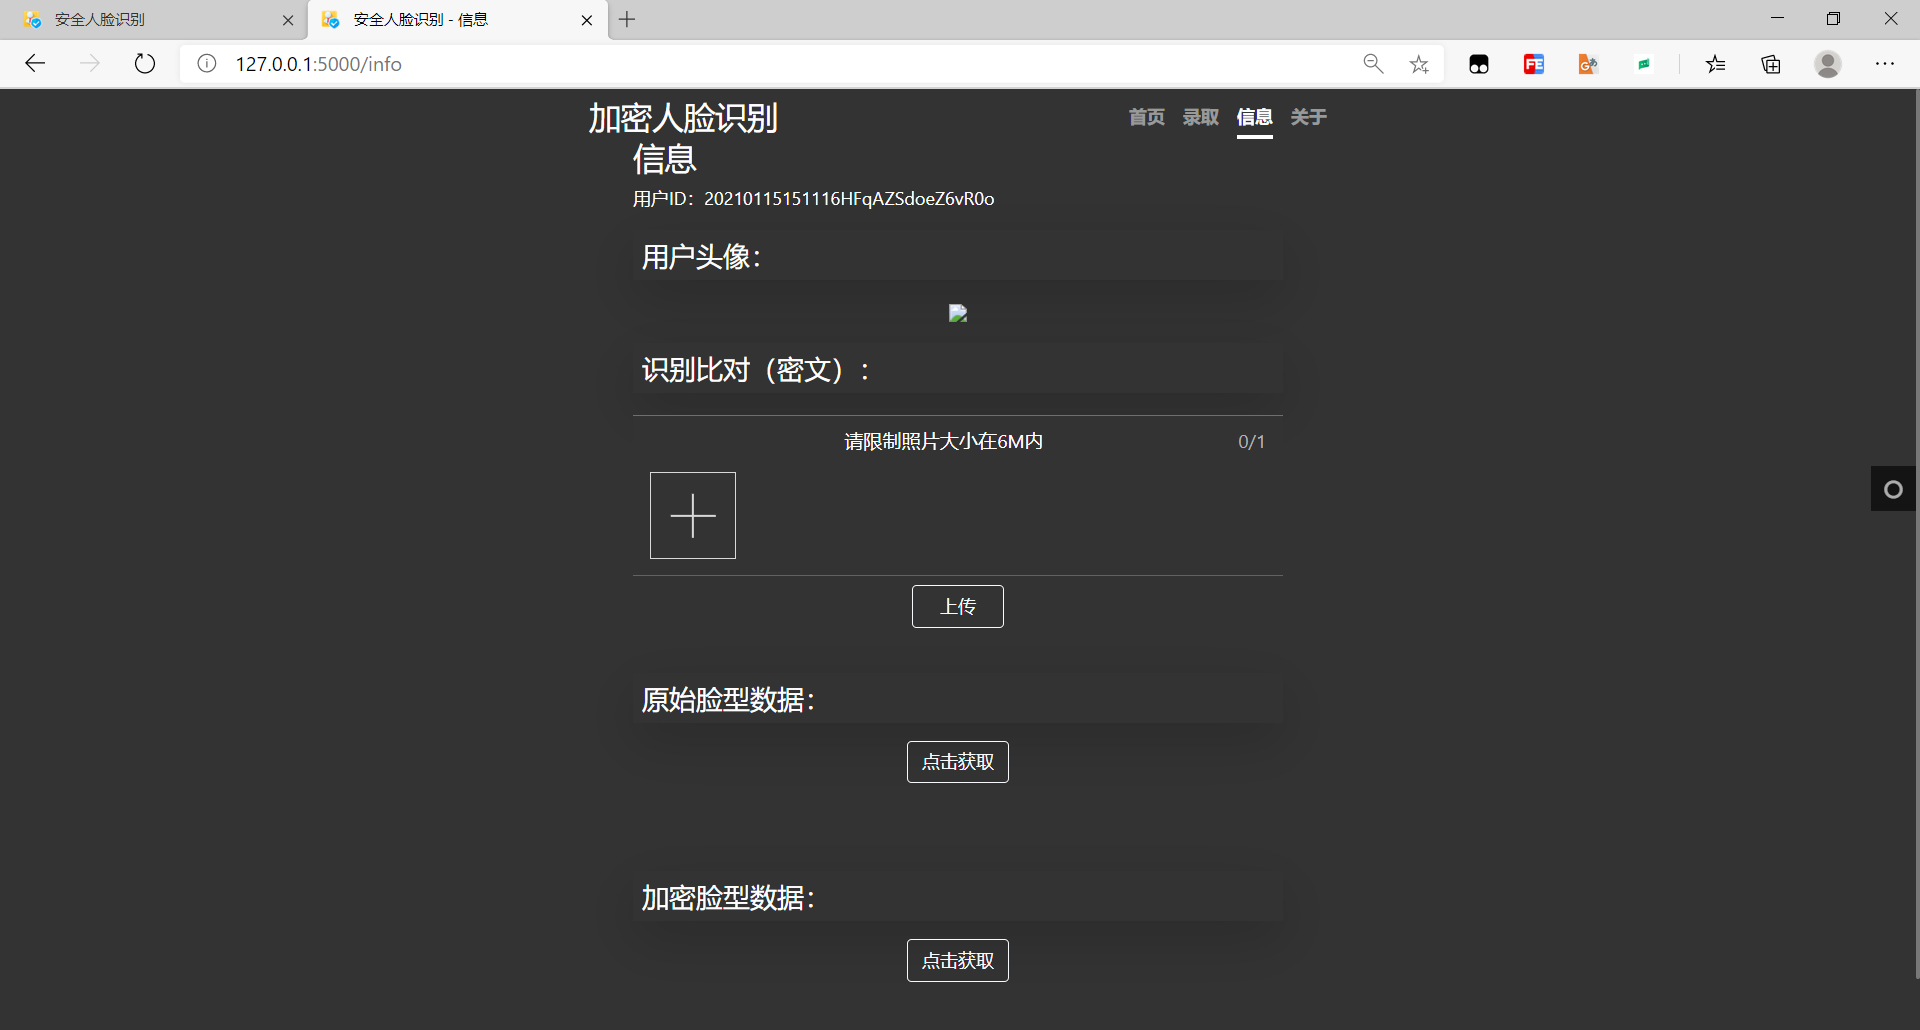 安全人脸识别
安全人脸识别 - 信息
127.0.0.1:5000/info
加密人脸识别
首页 录取 信息 关于
信息
用户ID：20210115151116HFqAZSdoeZ6vR0o
用户头像：
识别比对（密文）：
请限制照片大小在6M内
0/1
上传
原始脸型数据：
点击获取
加密脸型数据：
点击获取